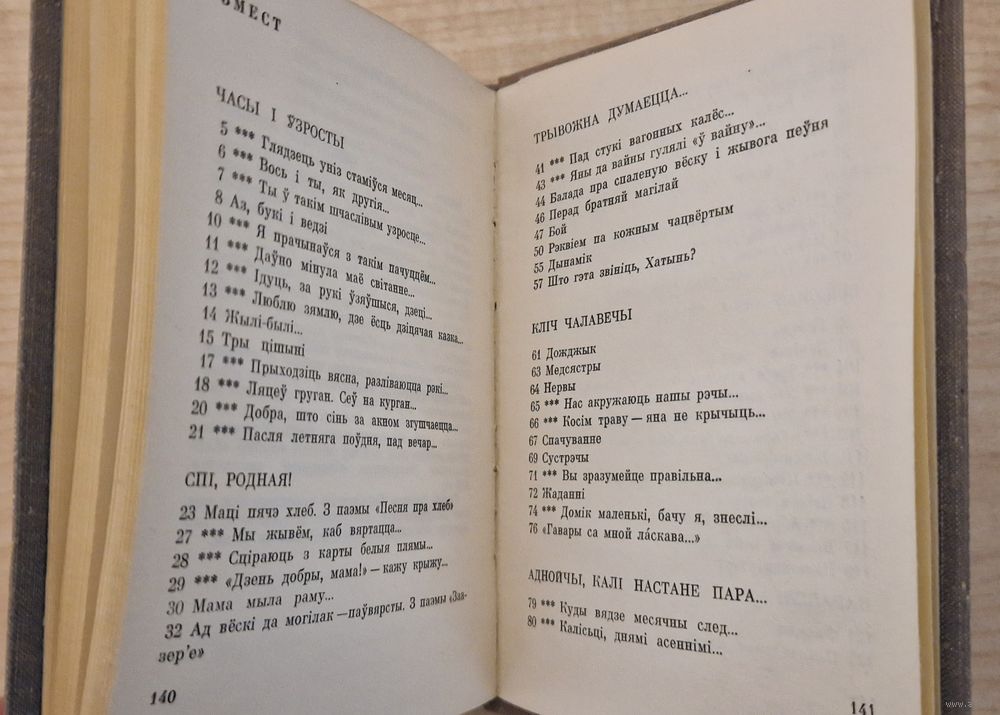 ЗМЕСТ
ЧАСЫ І ЎЗРОСТЫ
5 *** Глядзець уніз стаміўся месяц...
6 *** Вось і ты, як другія...
7 *** Ты ў такім шчаслівым узросце...
8 Аз, букі і ведзі
10 *** Я прачынаўся з такім пачуццём...
11 *** Даўно мінула маё світанне...
12 *** Ідуць, за рукі ўзяўшыся, дзеці...
13 *** Люблю зямлю, дзе ёсць дзіцячая казка...
14 Жылі-былі...
15 Тры цішыні
17 *** Прыходзіць вясна, разліваюцца рэкі...
18 *** Ляцеў груган. Сеў на курган...
20 *** Добра, што сінь за акном згушчаецца...
21 *** Пасля летняга поўдня, пад вечар...
СПІ, РОДНАЯ!
23 Маці пячэ хлеб. З паэмы «Песня пра хлеб»
27 *** Мы жывём, каб вяртацца...
28 *** Сціраюць з карты белыя плямы...
29 *** «Дзень добры, мама!» — кажу крыжу...
30 Мама мыла раму...
32 Ад вёскі да могілак — паўвярсты. З паэмы «Заа-
зер'е»
140
ТРЫВОЖНА ДУМАЕЦЦА...
41 *** Пад стукі вагонных калёс...
43 *** Яны да вайны гулялі «ў вайну»...
44 Балада пра спаленую вёску і жывога пеўня
46 Перад братняй магілай
47 Бой
50 Рэквіем па кожным чацвёртым
55 Дынамік
57 Што гэта звініць, Хатынь?
КЛІЧ ЧАЛАВЕЧЫ
61 Дожджык
63 Медсястры
64 Нервы
65 *** Нас акружаюць нашы рэчы...
66 *** Косім траву — яна не крычыць...
67 Спачуванне
69 Сустрэчы
71 *** Вы зразумейце правільна...
72 Жаданні
74 *** Домік маленькі, бачу я, знеслі...
76 «Гавары са мной ла́скава...»
АДНОЙЧЫ, КАЛІ НАСТАНЕ ПАРА...
79 *** Куды вядзе месячны след...
80 *** Калісьці, днямі асеннімі...
141